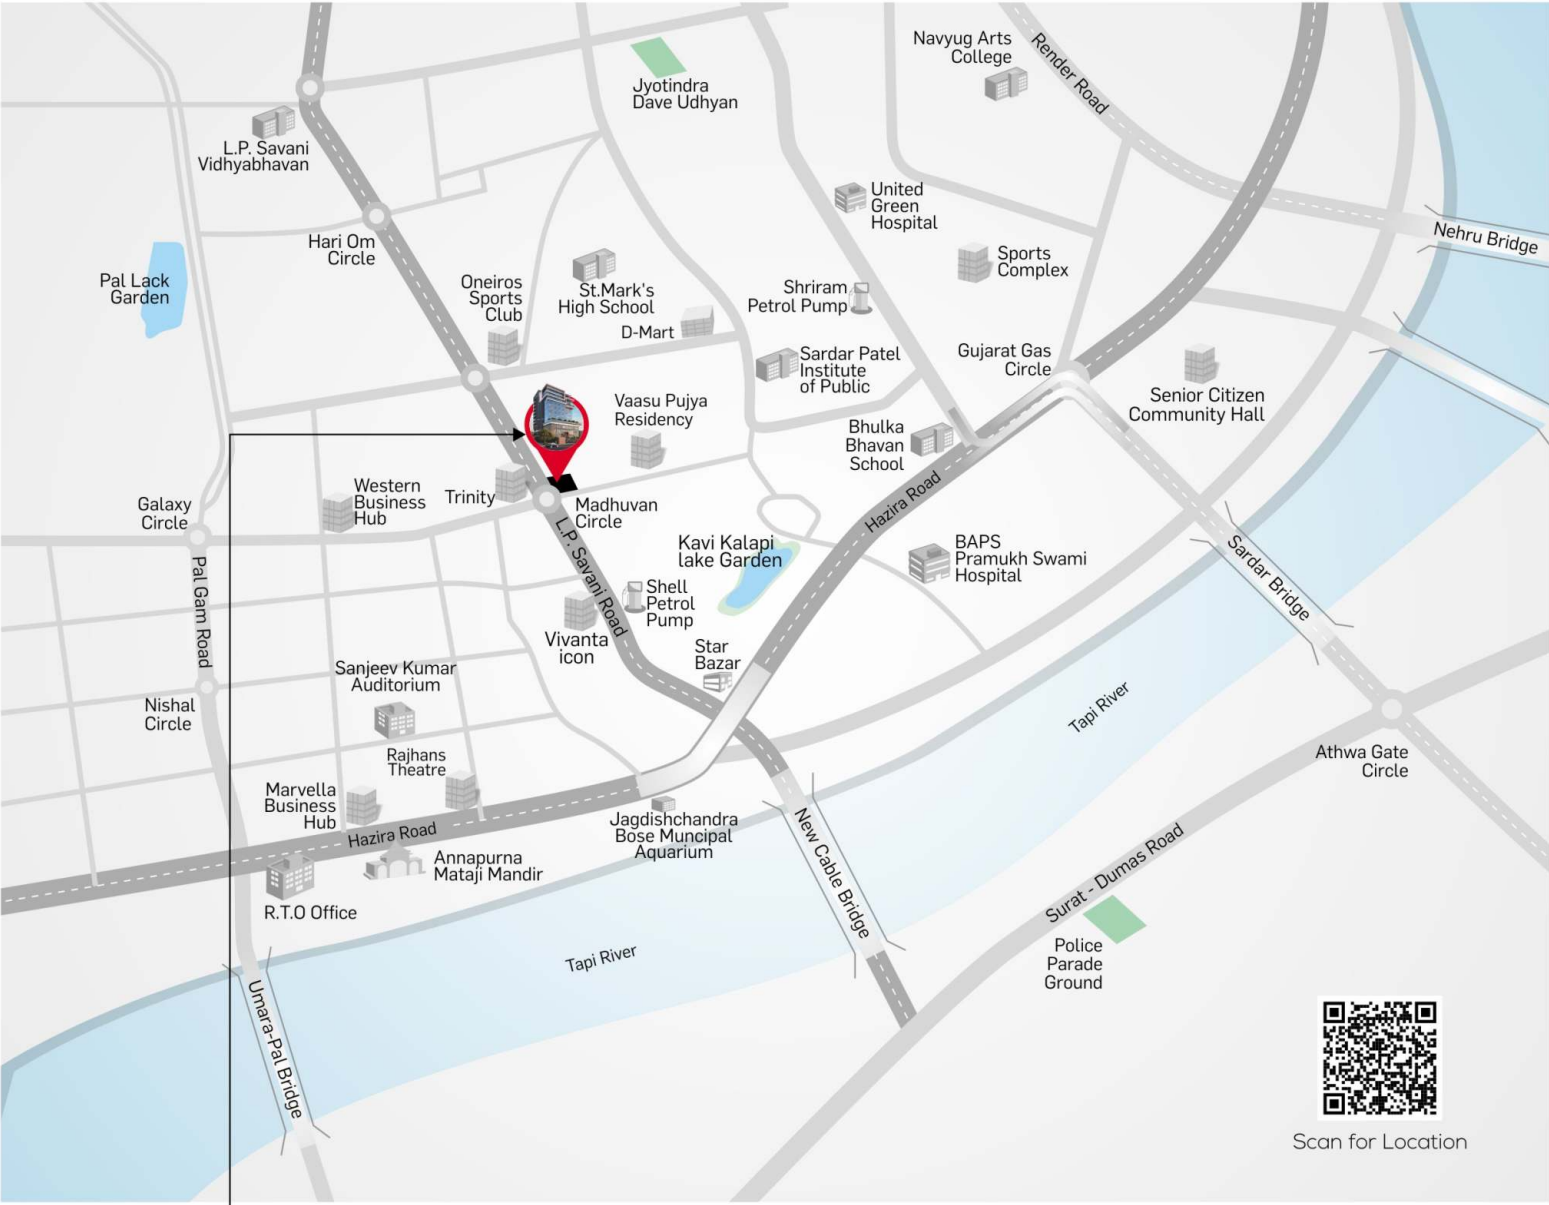 Navyug Arts
College
Render Road
Jyotindra
Dave Udhyan
L.P. Savani
Vidhyabhavan
United
Green
Hospital
Nehru Bridge
Hari Om
Circle
Sports
Complex
Pal Lack
Garden
Oneiros
Sports
Club
St.Mark's
High School
Shriram
Petrol Pump
D-Mart
Sardar Patel
Institute
of Public
Gujarat Gas
Circle
Senior Citizen
Community Hall
Vaasu Pujya
Residency
Bhulka
Bhavan
School
Western
Business
Hub
Trinity
Madhuvan
Circle
Hazira Road
Galaxy
Circle
L.P. Savani Road
Kavi Kalapi
lake Garden
BAPS
Pramukh Swami
Hospital
Sardar Bridge
Pal Gam Road
Shell
Petrol
Pump
Vivanta
icon
Star
Bazar
Sanjeev Kumar
Auditorium
Nishal
Circle
Tapi River
Rajhans
Theatre
Athwa Gate
Circle
Marvella
Business
Hub
Hazira Road
Jagdishchandra
Bose Muncipal
Aquarium
New Cable Bridge
Annapurna
Mataji Mandir
Surat - Dumas Road
R.T.O Office
Tapi River
Police
Parade
Ground
Umara-Pal Bridge
Scan for Location